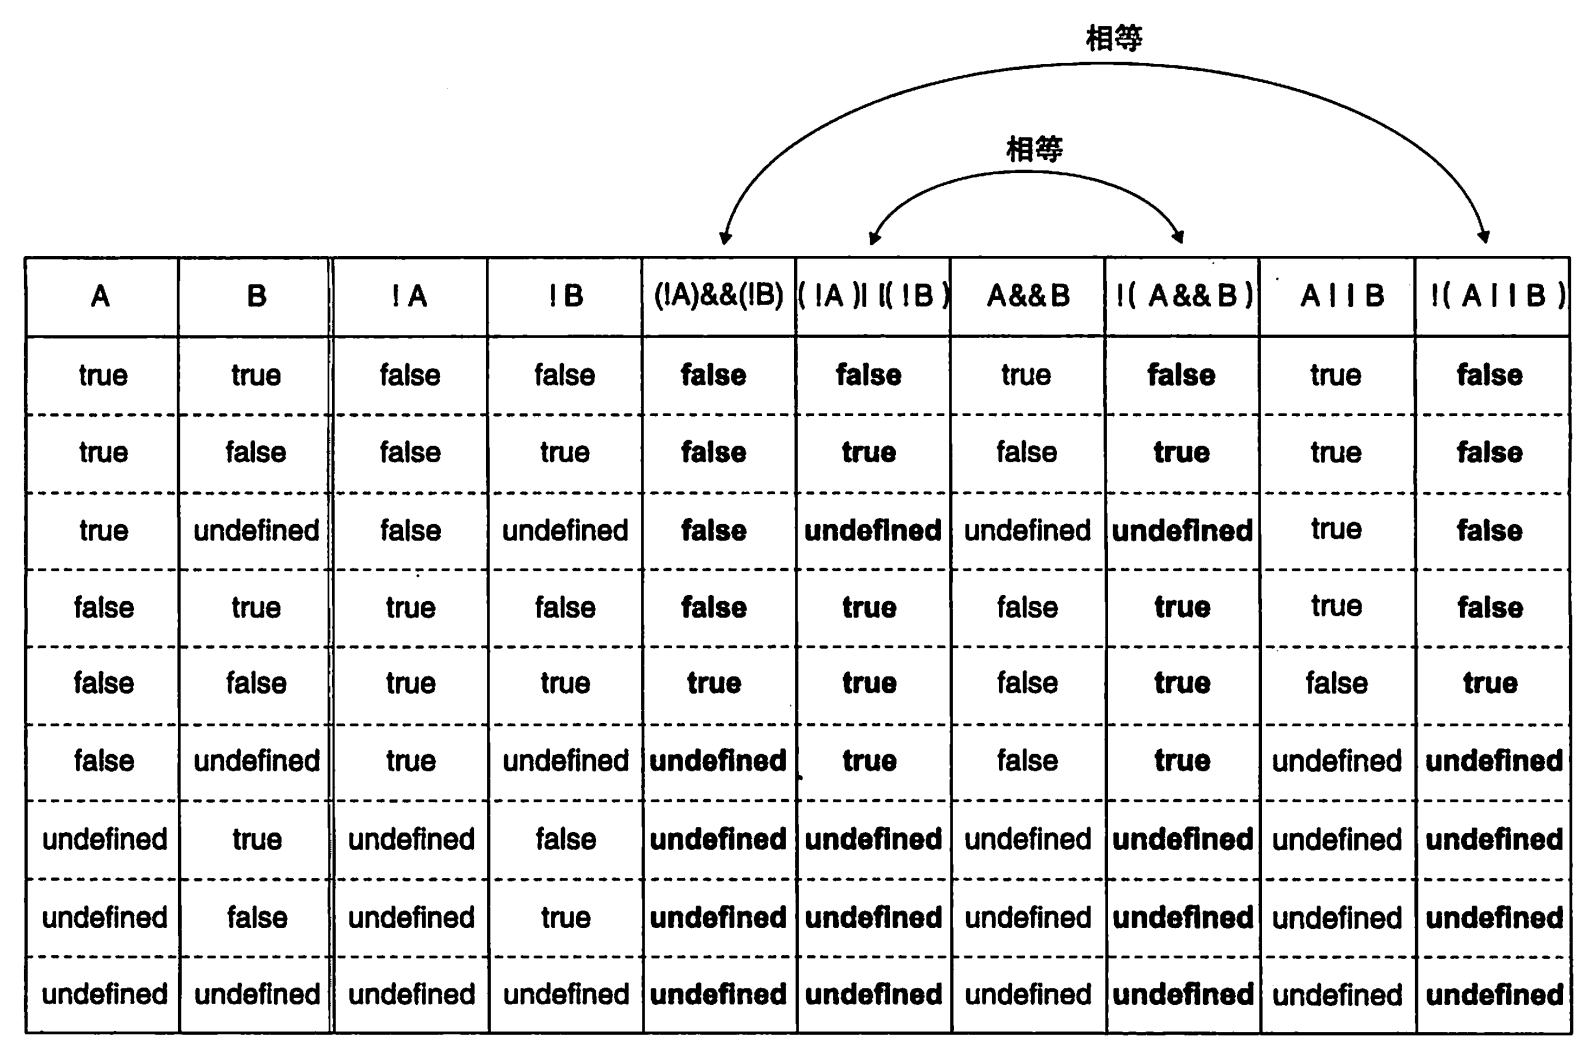 相等
相等
A B !A !B (!A)&&(!B) (!A)||(!B) A&&B !(A&&B) A||B !(A||B)
true true false false false false true false true false
true false false true false true false true true false
true undefined false undefined false undefined undefined undefined true false
false true true false false true false true true false
false false true true true true false true false true
false undefined true undefined undefined true false true undefined undefined
undefined true undefined false undefined undefined undefined undefined undefined undefined
undefined false undefined true undefined undefined undefined undefined undefined undefined
undefined undefined undefined undefined undefined undefined undefined undefined undefined undefined